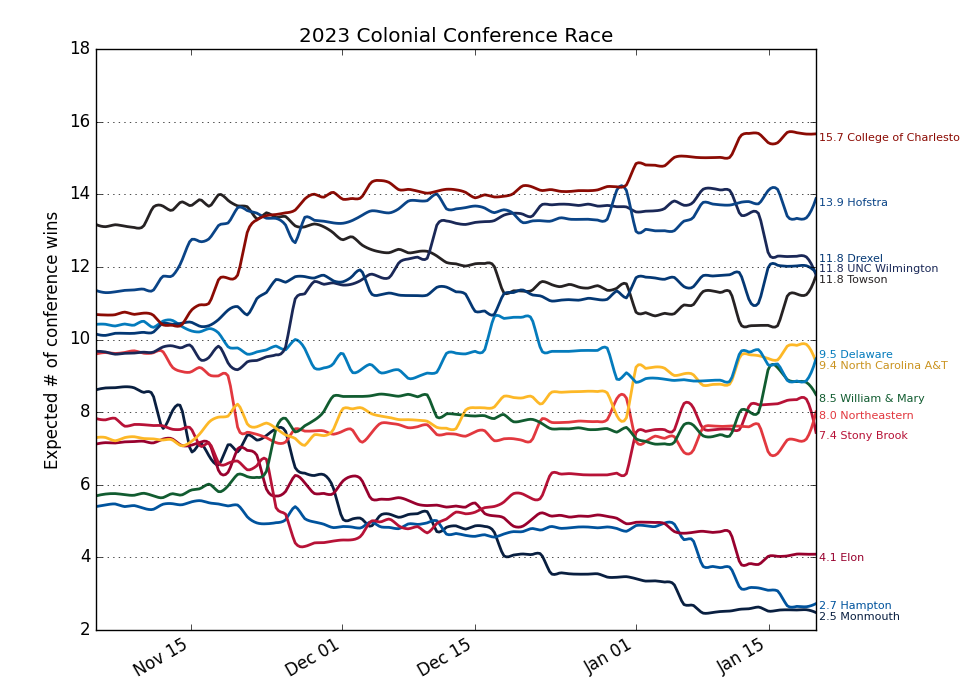 2023 Colonial Conference Race
Expected # of conference wins
18
16
14
12
10
8
6
4
2
Nov 15
Dec 01
Dec 15
Jan 01
Jan 15
15.7 College of Charlesto
13.9 Hofstra
11.8 Drexel
11.8 UNC Wilmington
11.8 Towson
9.5 Delaware
9.4 North Carolina A&T
8.5 William & Mary
8.0 Northeastern
7.4 Stony Brook
4.1 Elon
2.7 Hampton
2.5 Monmouth